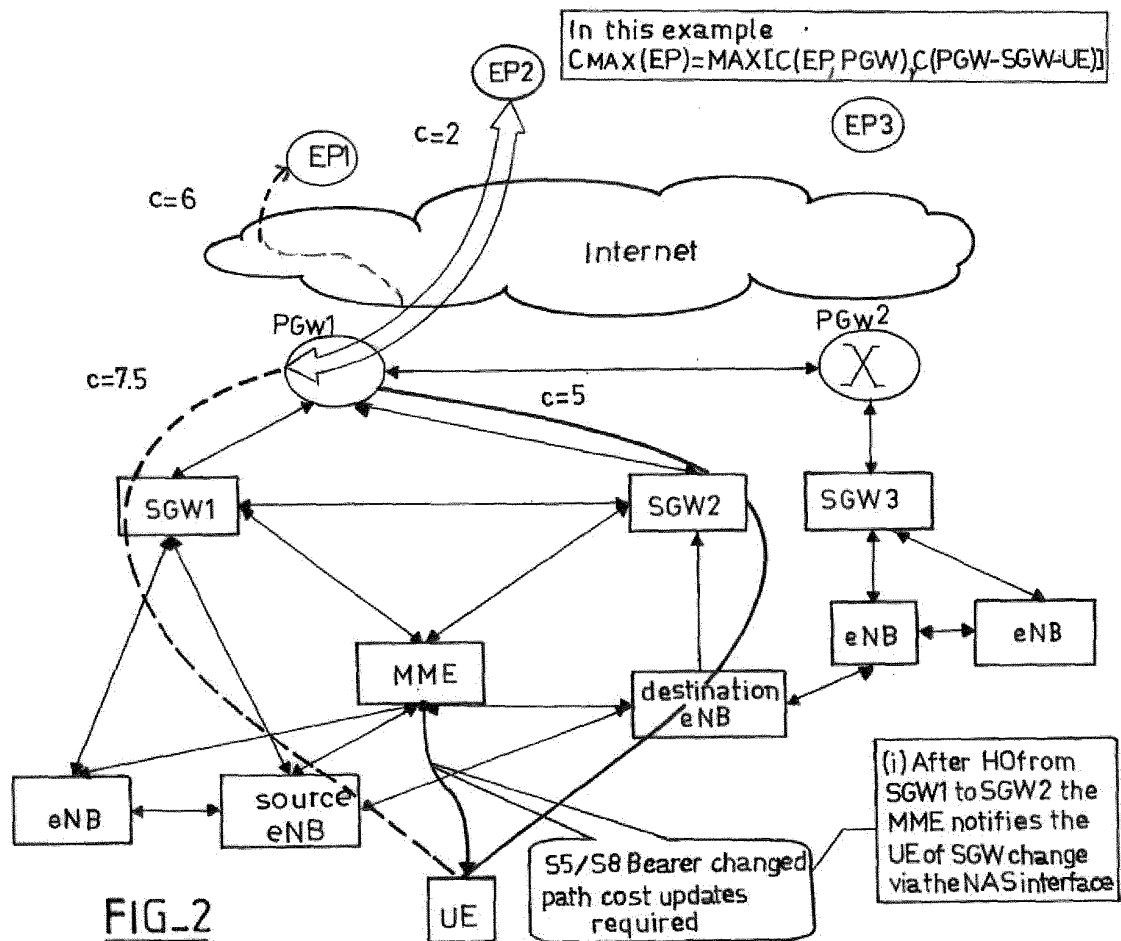 In this example
CMAX(EP)=MAX[C(EP,PGW),C(PGW-SGW-UE)]
EP2
EP3
c=2
EP1
c=6
Internet
PGW1
PGW2
c=7.5
c=5
SGW1
SGW2
SGW3
eNB
eNB
MME
destination
eNB
eNB
source
eNB
(i) After HO from
SGW1 to SGW2 the
MME notifies the
UE of SGW change
via the NAS interface
S5/S8 Bearer changed
path cost updates
required
UE
FIG_2